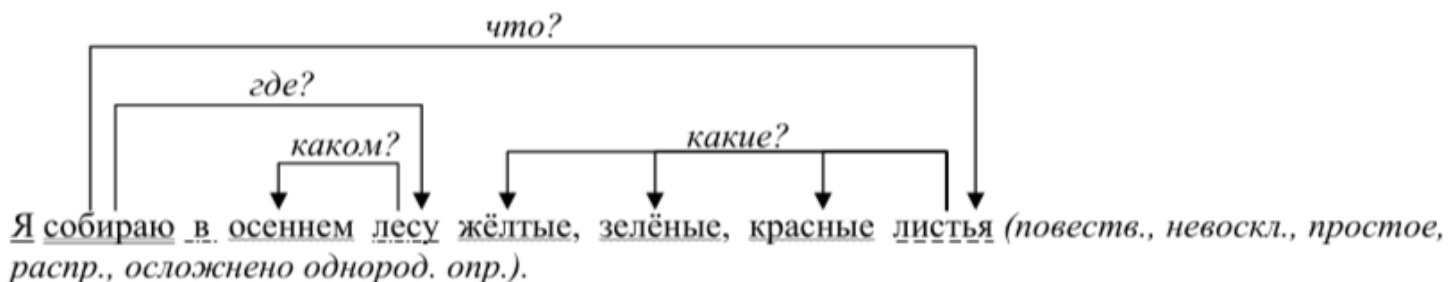 что?
где?
каком?
какие?
Я собираю в осеннем лесу жёлтые, зелёные, красные листья (повеств., невоскл., простое,
распр., осложнено однород. опр.).